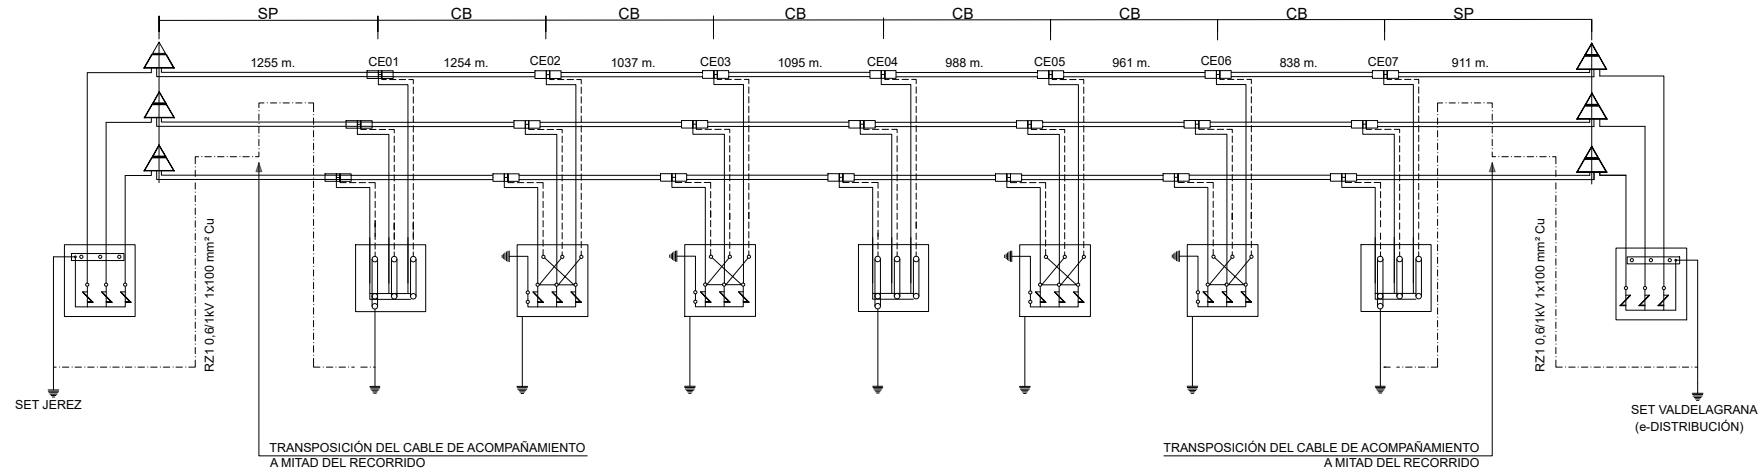 SP CB CB CB CB CB CB SP
1255 m. CE01 1254 m. CE02 1037 m. CE03 1095 m. CE04 988 m. CE05 961 m. CE06 838 m. CE07 911 m.
RZ1 0,6/1kV 1x100 mm² Cu
RZ1 0,6/1kV 1x100 mm² Cu
SET JEREZ
SET VALDELAGRANA
(e-DISTRIBUCIÓN)
TRANSPOSICIÓN DEL CABLE DE ACOMPAÑAMIENTO
A MITAD DEL RECORRIDO
TRANSPOSICIÓN DEL CABLE DE ACOMPAÑAMIENTO
A MITAD DEL RECORRIDO